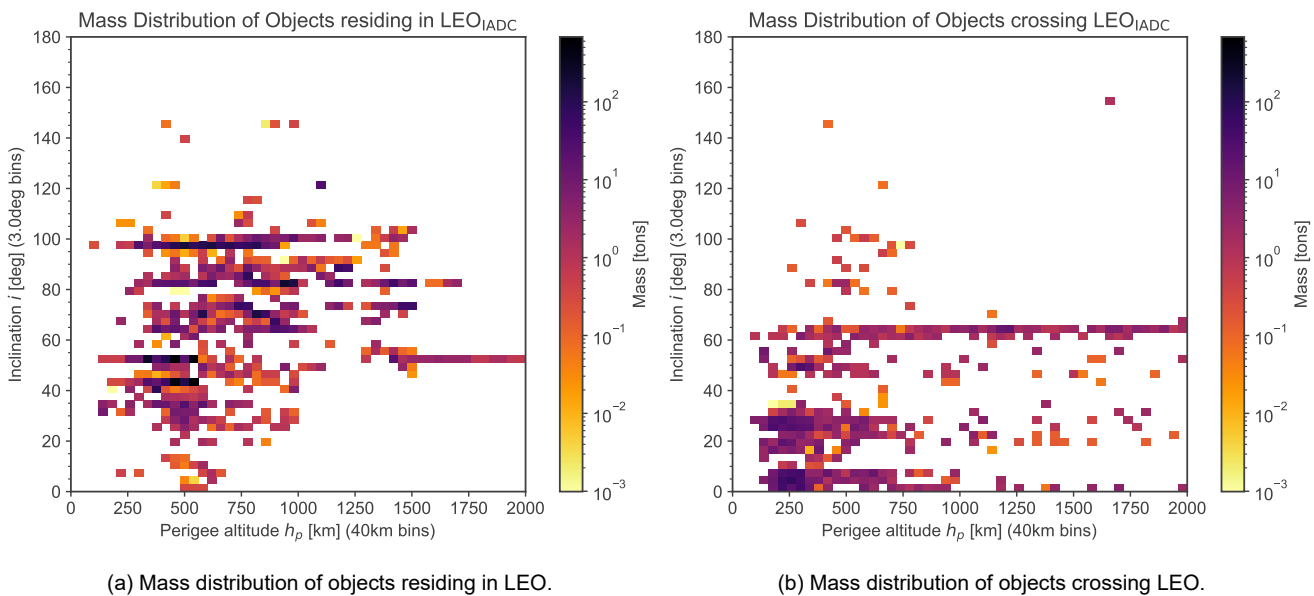 Mass Distribution of Objects residing in LEO_IADC
180
160
140
120
100
80
60
40
20
0
Inclination i [deg] (3.0deg bins)
0 250 500 750 1000 1250 1500 1750 2000
Perigee altitude h_p [km] (40km bins)
10^2
10^1
10^0
10^−1
10^−2
10^−3
Mass [tons]
(a) Mass distribution of objects residing in LEO.
Mass Distribution of Objects crossing LEO_IADC
180
160
140
120
100
80
60
40
20
0
Inclination i [deg] (3.0deg bins)
0 250 500 750 1000 1250 1500 1750 2000
Perigee altitude h_p [km] (40km bins)
10^2
10^1
10^0
10^−1
10^−2
10^−3
Mass [tons]
(b) Mass distribution of objects crossing LEO.